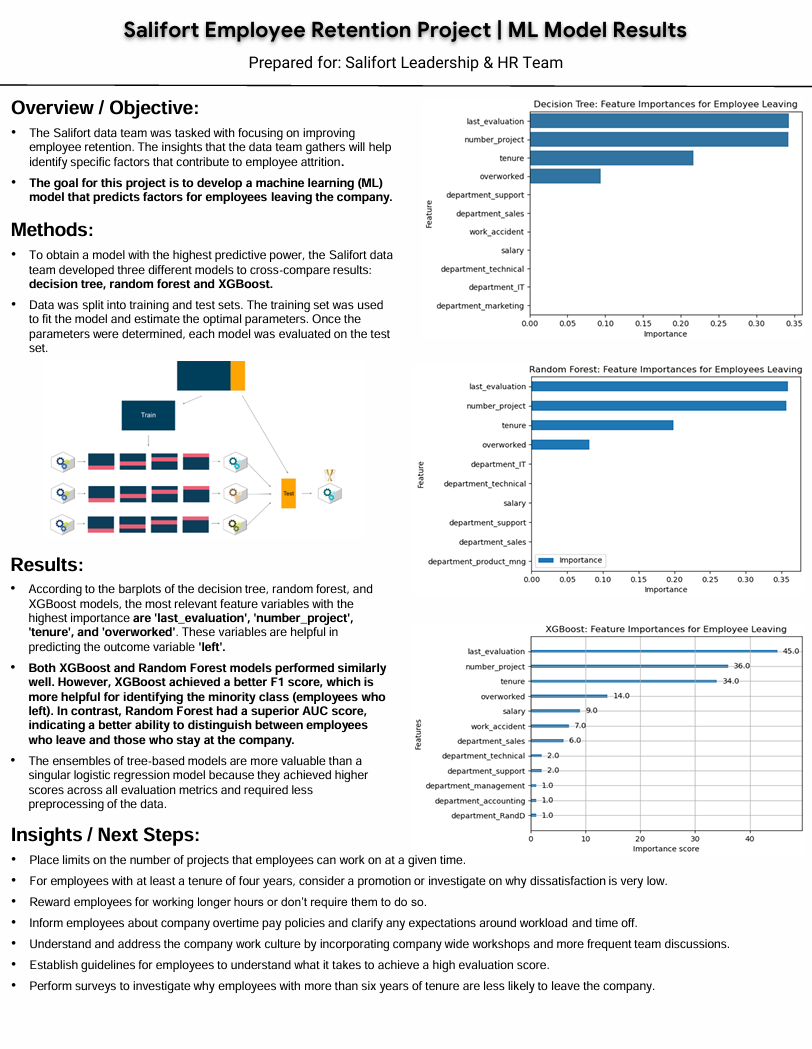 Salifort Employee Retention Project | ML Model Results
Prepared for: Salifort Leadership & HR Team
Overview / Objective:
• The Salifort data team was tasked with focusing on improving
employee retention. The insights that the data team gathers will help
identify specific factors that contribute to employee attrition.
• The goal for this project is to develop a machine learning (ML)
model that predicts factors for employees leaving the company.
Methods:
• To obtain a model with the highest predictive power, the Salifort data
team developed three different models to cross-compare results:
decision tree, random forest and XGBoost.
• Data was split into training and test sets. The training set was used
to fit the model and estimate the optimal parameters. Once the
parameters were determined, each model was evaluated on the test
set.
Train
Test
Results:
• According to the barplots of the decision tree, random forest, and
XGBoost models, the most relevant feature variables with the
highest importance are 'last_evaluation', 'number_project',
'tenure', and 'overworked'. These variables are helpful in
predicting the outcome variable 'left'.
• Both XGBoost and Random Forest models performed similarly
well. However, XGBoost achieved a better F1 score, which is
more helpful for identifying the minority class (employees who
left). In contrast, Random Forest had a superior AUC score,
indicating a better ability to distinguish between employees
who leave and those who stay at the company.
• The ensembles of tree-based models are more valuable than a
singular logistic regression model because they achieved higher
scores across all evaluation metrics and required less
preprocessing of the data.
Decision Tree: Feature Importances for Employee Leaving
Feature
last_evaluation
number_project
tenure
overworked
department_support
department_sales
work_accident
salary
department_technical
department_IT
department_marketing
0.00 0.05 0.10 0.15 0.20 0.25 0.30 0.35
Importance
Random Forest: Feature Importances for Employees Leaving
Feature
last_evaluation
number_project
tenure
overworked
department_IT
department_technical
salary
department_support
department_sales
department_product_mng
Importance
0.00 0.05 0.10 0.15 0.20 0.25 0.30 0.35
Importance
XGBoost: Feature Importances for Employee Leaving
Features
last_evaluation 45.0
number_project 36.0
tenure 34.0
overworked 14.0
salary 9.0
work_accident 7.0
department_sales 6.0
department_technical 2.0
department_support 2.0
department_management 1.0
department_accounting 1.0
department_RandD 1.0
0 10 20 30 40
Importance score
Insights / Next Steps:
• Place limits on the number of projects that employees can work on at a given time.
• For employees with at least a tenure of four years, consider a promotion or investigate on why dissatisfaction is very low.
• Reward employees for working longer hours or don't require them to do so.
• Inform employees about company overtime pay policies and clarify any expectations around workload and time off.
• Understand and address the company work culture by incorporating company wide workshops and more frequent team discussions.
• Establish guidelines for employees to understand what it takes to achieve a high evaluation score.
• Perform surveys to investigate why employees with more than six years of tenure are less likely to leave the company.